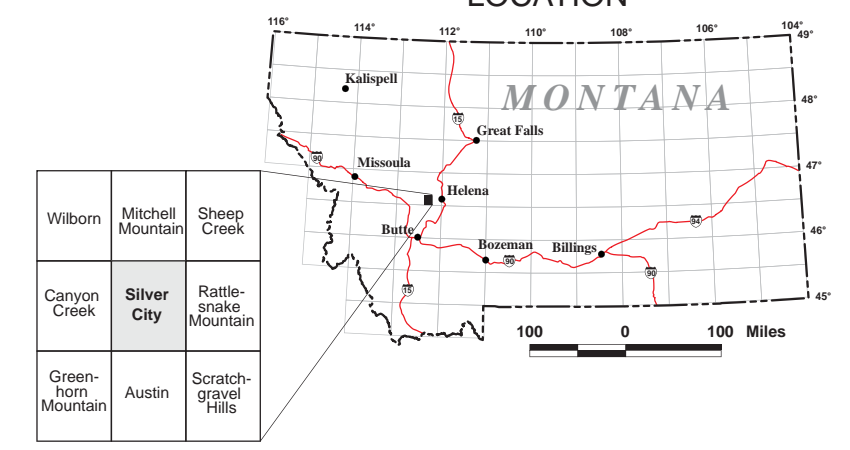 LOCATION
116°
114°
112°
110°
108°
106°
104°
49°
48°
47°
46°
45°
MONTANA
Kalispell
15
Great Falls
90
Missoula
Helena
94
Butte
Bozeman
90
Billings
90
15
100 0 100 Miles
Wilborn
Mitchell
Mountain
Sheep
Creek
Canyon
Creek
Silver
City
Rattle-
snake
Mountain
Green-
horn
Mountain
Austin
Scratch-
gravel
Hills